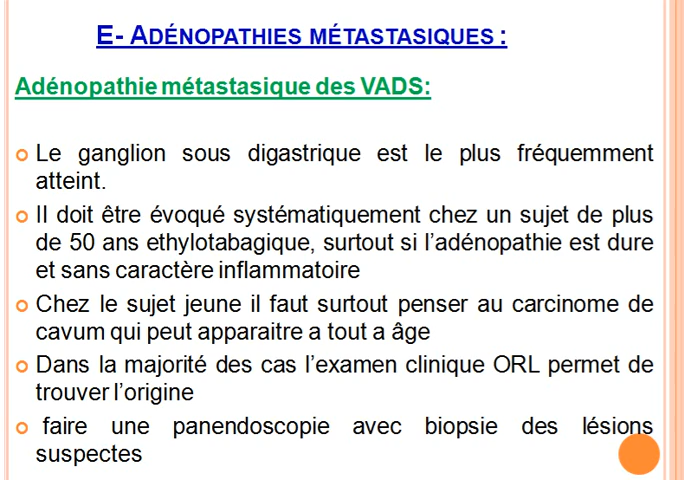 E- ADÉNOPATHIES MÉTASTASIQUES :
Adénopathie métastasique des VADS:
Le ganglion sous digastrique est le plus fréquemment
atteint.
Il doit être évoqué systématiquement chez un sujet de plus
de 50 ans ethylotabagique, surtout si l’adénopathie est dure
et sans caractère inflammatoire
Chez le sujet jeune il faut surtout penser au carcinome de
cavum qui peut apparaitre a tout a âge
Dans la majorité des cas l’examen clinique ORL permet de
trouver l’origine
faire une panendoscopie avec biopsie des lésions
suspectes